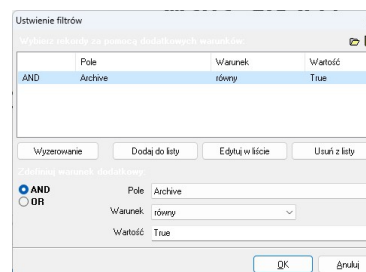 Ustwienie filtrów
Wybierz rekordy za pomocą dodatkowych warunków
Pole Warunek Wartość
AND Archive równy True
Wyzerowanie Dodaj do listy Edytuj w liście Usuń z listy
Zdefiniuj warunek dodatkowy:
AND Pole Archive
OR
Warunek równy
Wartość True
OK Anuluj